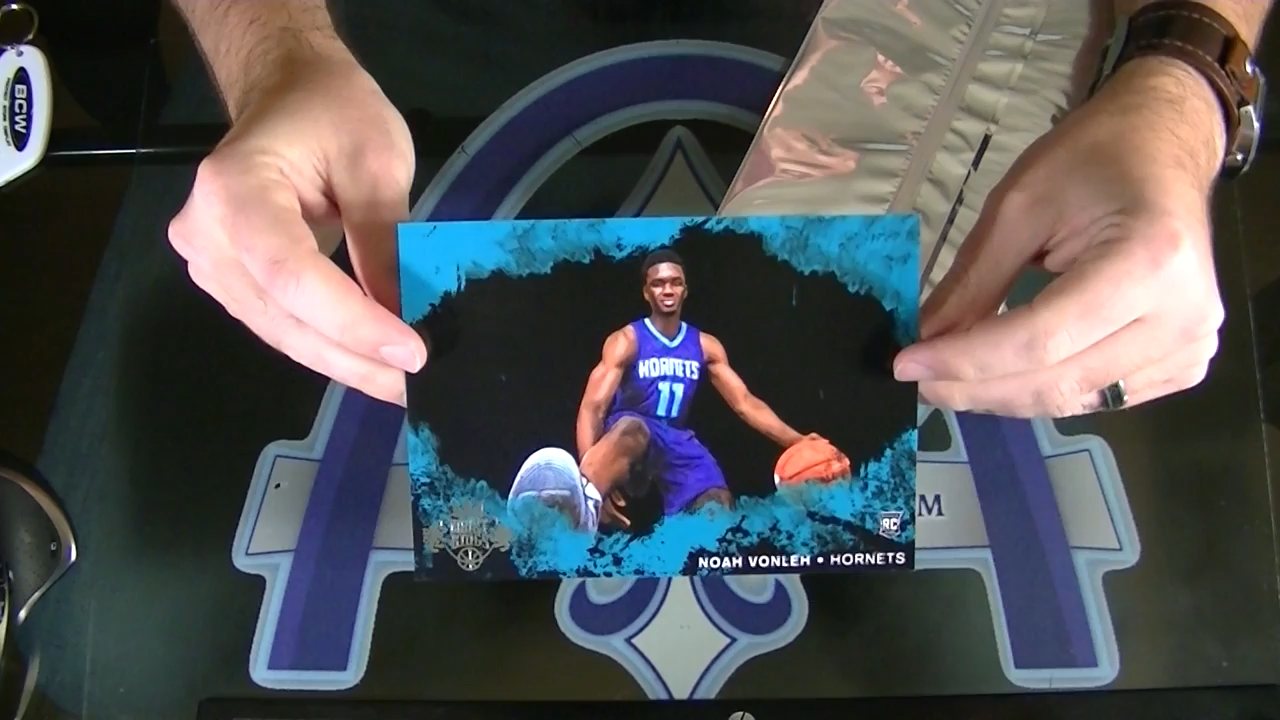 BCW
HORNETS
11
RC
NOAH VONLEH • HORNETS
M